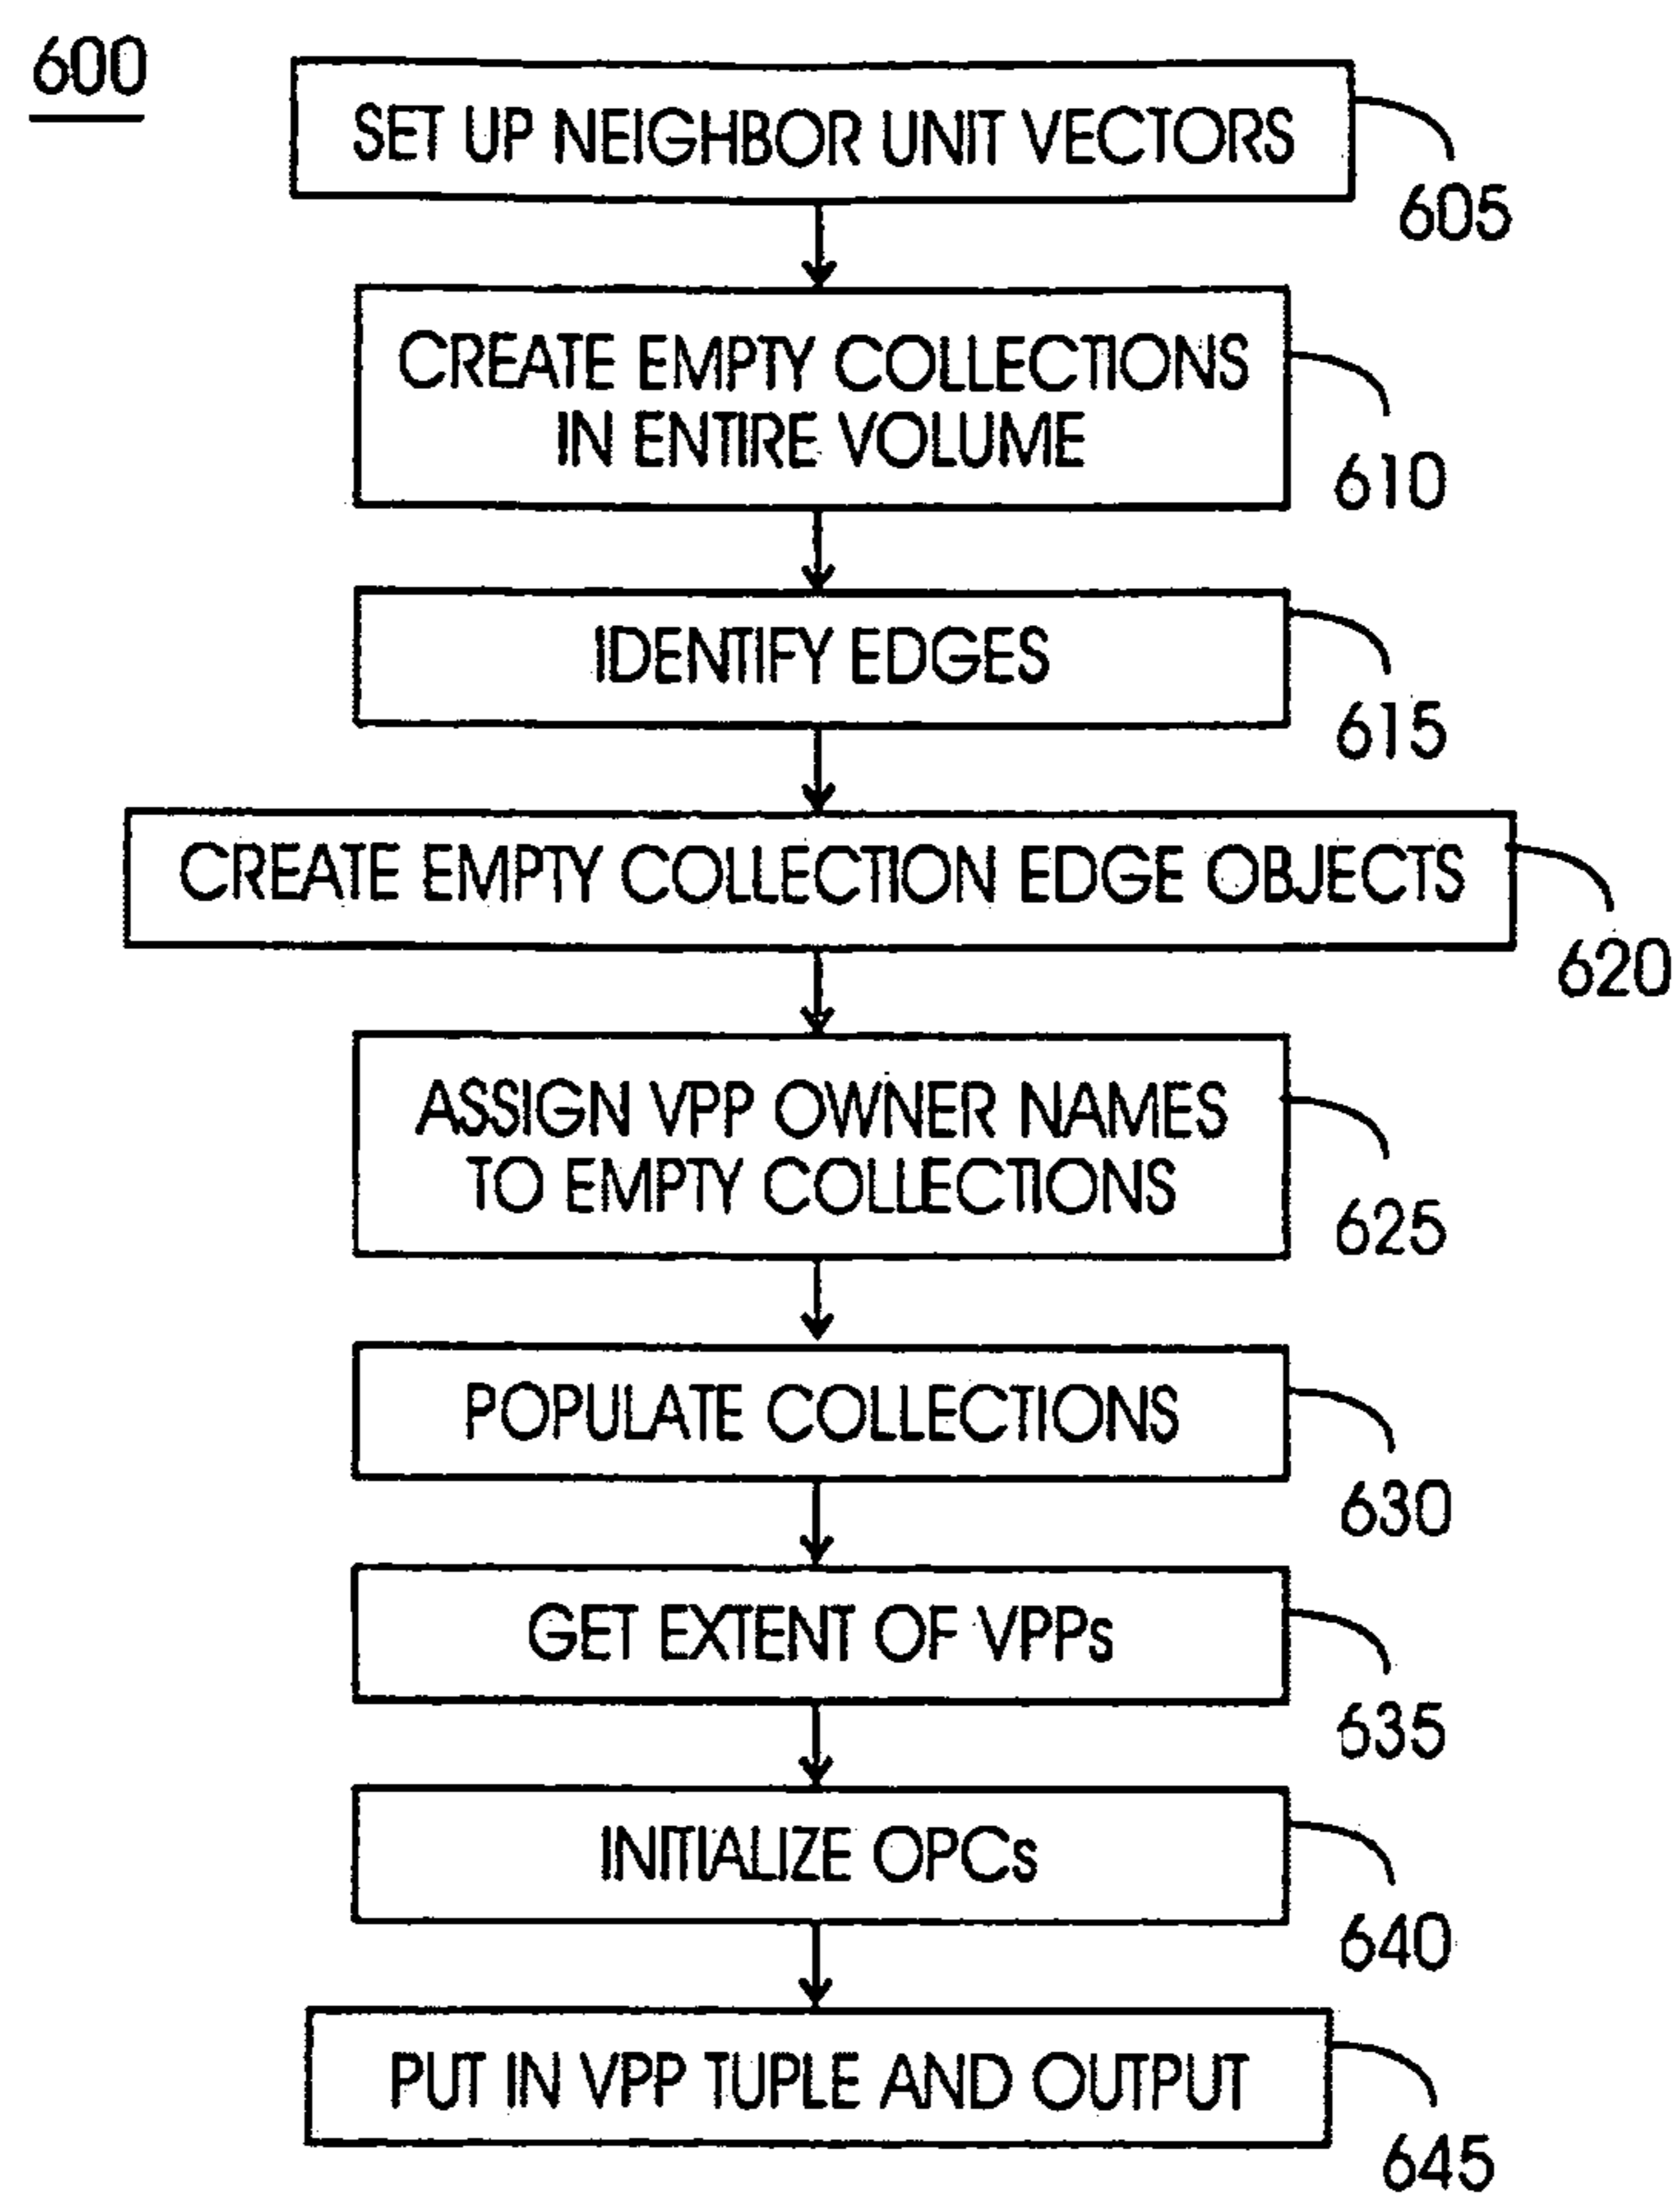 600
SET UP NEIGHBOR UNIT VECTORS
605
CREATE EMPTY COLLECTIONS
IN ENTIRE VOLUME
610
IDENTIFY EDGES
615
CREATE EMPTY COLLECTION EDGE OBJECTS
620
ASSIGN VPP OWNER NAMES
TO EMPTY COLLECTIONS
625
POPULATE COLLECTIONS
630
GET EXTENT OF VPPs
635
INITIALIZE OPCs
640
PUT IN VPP TUPLE AND OUTPUT
645